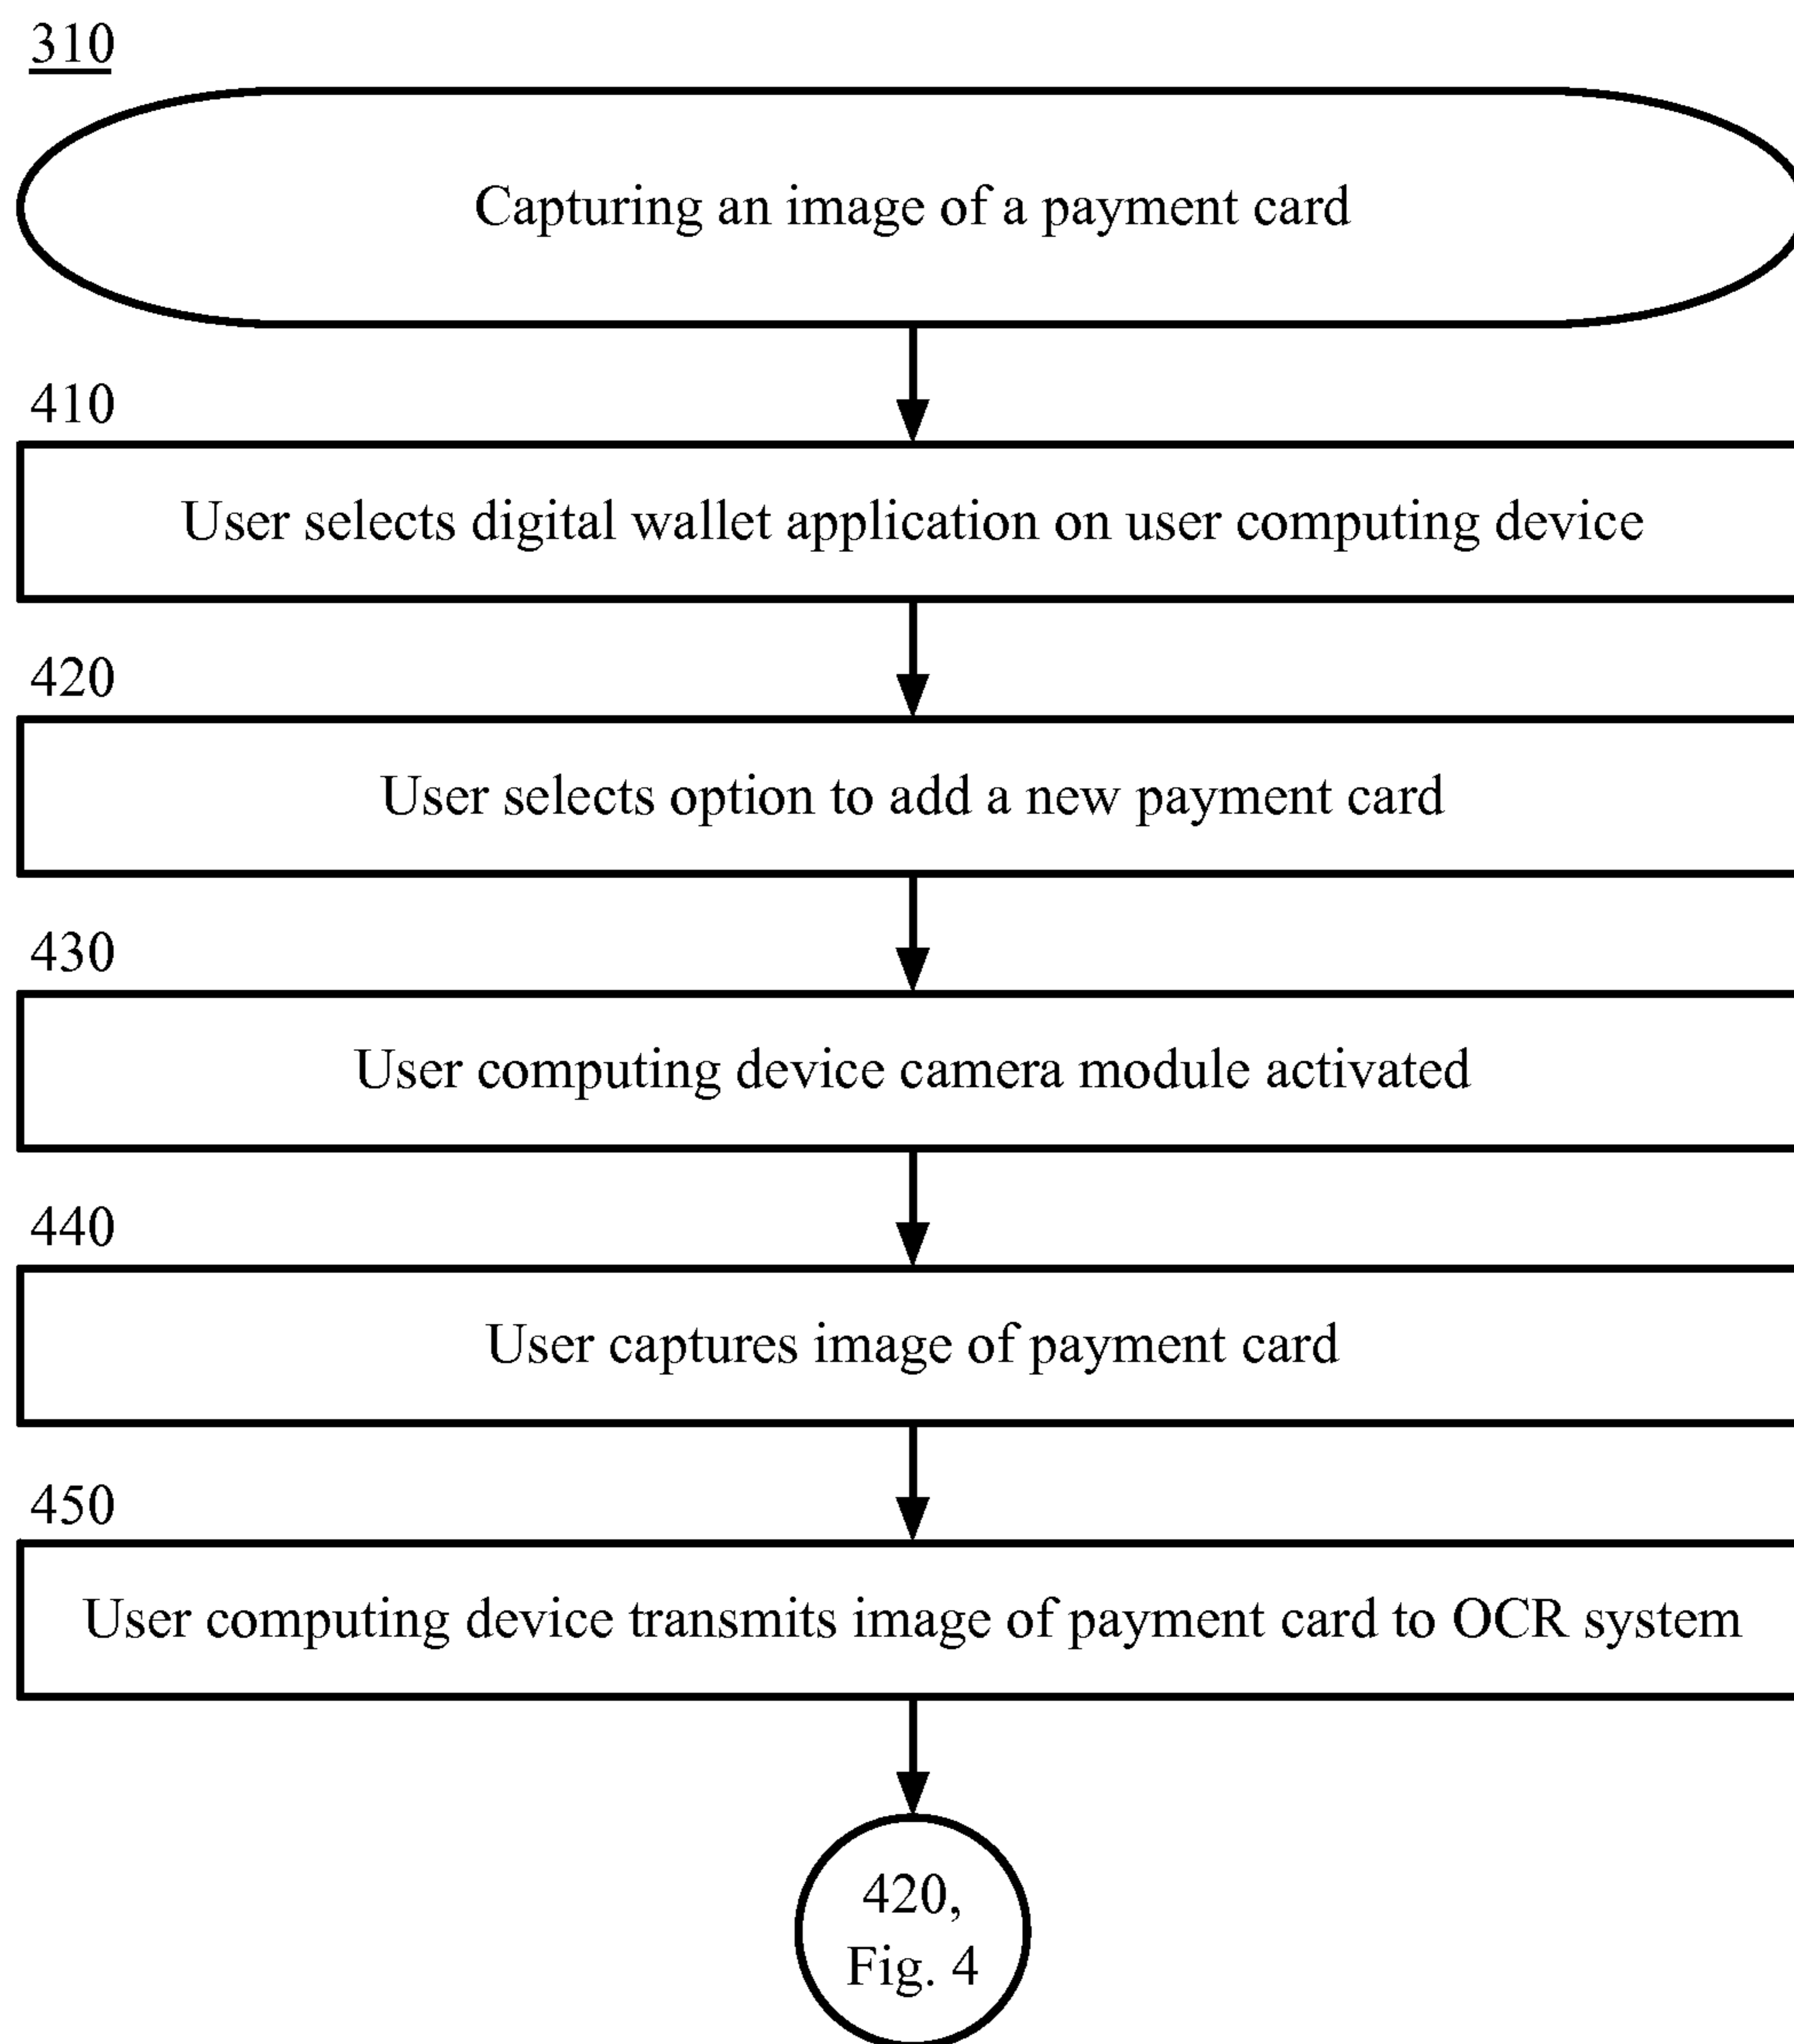 310
Capturing an image of a payment card
410
User selects digital wallet application on user computing device
420
User selects option to add a new payment card
430
User computing device camera module activated
440
User captures image of payment card
450
User computing device transmits image of payment card to OCR system
420,
Fig. 4